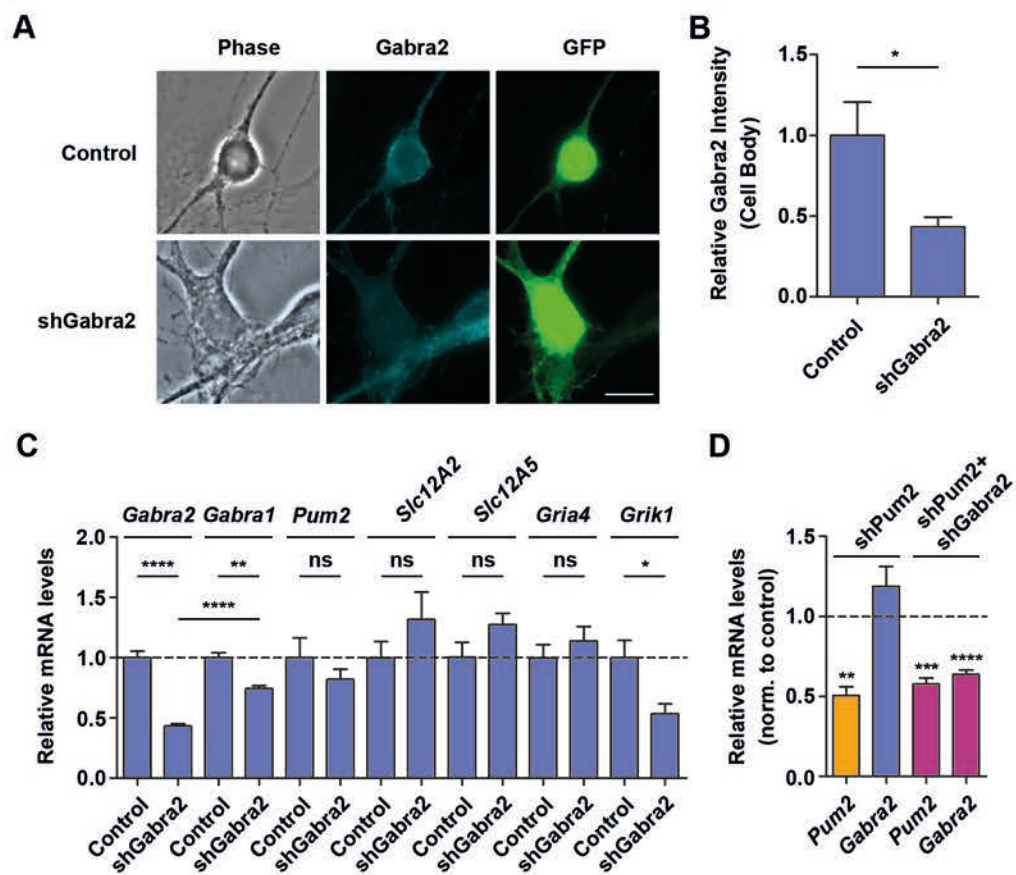 A
Phase
Gabra2
GFP
Control
shGabra2
B
Relative Gabra2 Intensity
(Cell Body)
1.5
1.0
0.5
0.0
*
Control
shGabra2
C
Relative mRNA levels
2.0
1.5
1.0
0.5
0.0
Gabra2
Gabra1
Pum2
Slc12A2
Slc12A5
Gria4
Grik1
****
**
ns
ns
ns
ns
*
****
Control
shGabra2
Control
shGabra2
Control
shGabra2
Control
shGabra2
Control
shGabra2
Control
shGabra2
Control
shGabra2
D
Relative mRNA levels
(norm. to control)
shPum2
shPum2+
shGabra2
1.5
1.0
0.5
0.0
**
***
****
Pum2
Gabra2
Pum2
Gabra2